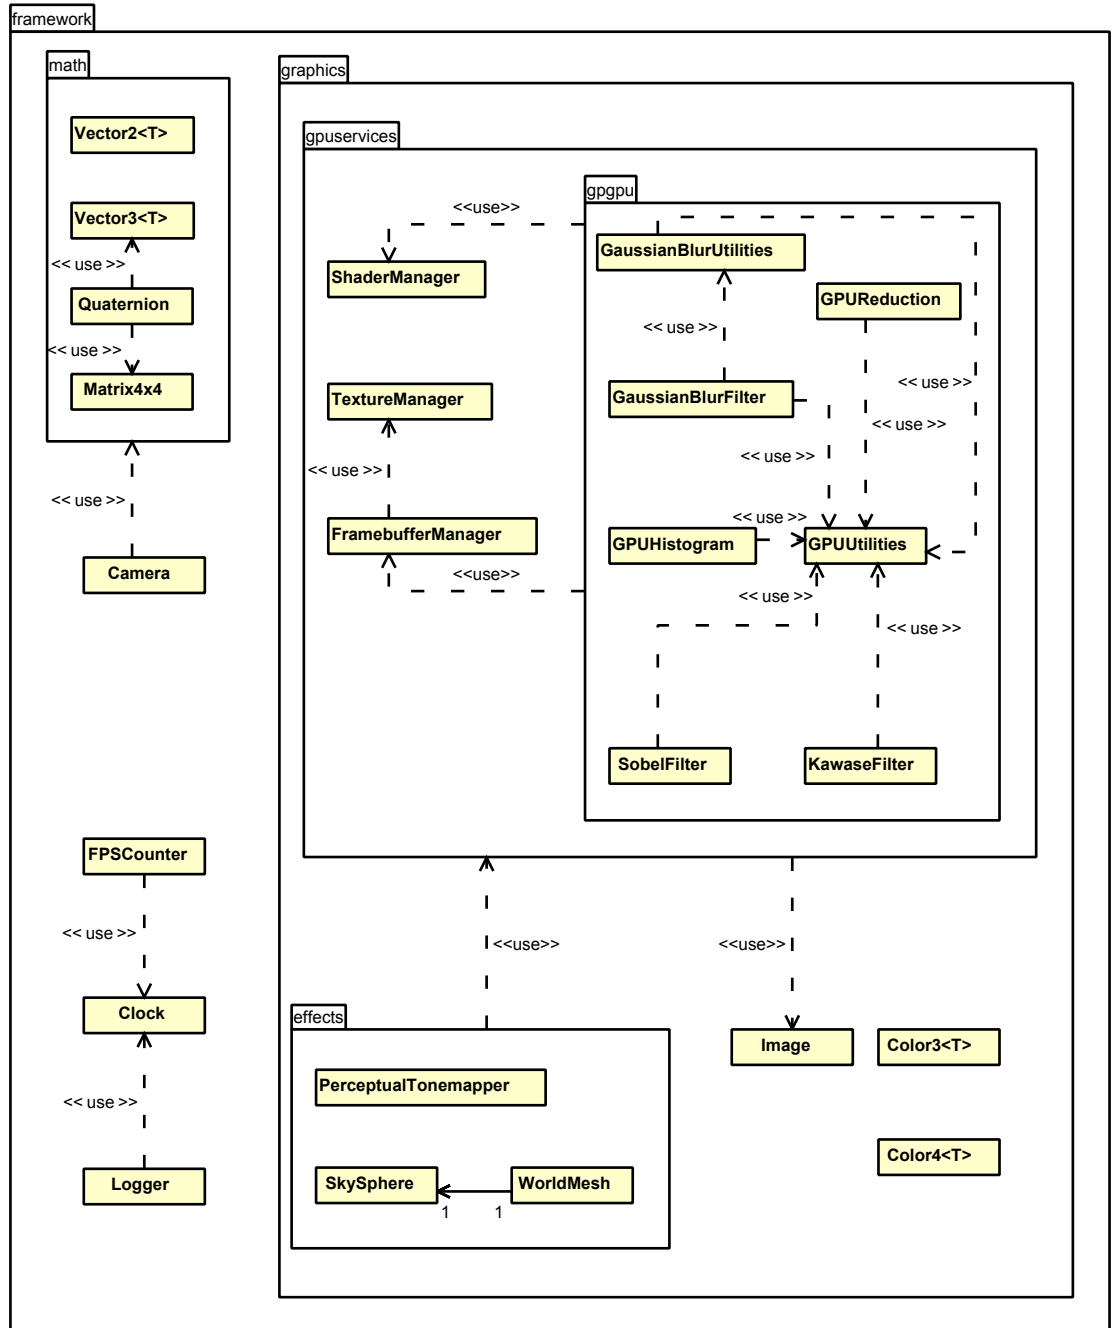 framework
math
Vector2<T>
Vector3<T>
<< use >>
Quaternion
<< use >>
Matrix4x4
<< use >>
Camera
FPSCounter
<< use >>
Clock
<< use >>
Logger
graphics
gpuservices
<<use>>
ShaderManager
TextureManager
<< use >>
FramebufferManager
<<use>>
gpgpu
GaussianBlurUtilities
GPUReduction
<< use >>
<< use >>
GaussianBlurFilter
<< use >>
<< use >>
<< use >>
GPUHistogram
GPUUtilities
<< use >>
<< use >>
SobelFilter
KawaseFilter
<<use>>
<<use>>
effects
PerceptualTonemapper
SkySphere
WorldMesh
1
1
Image
Color3<T>
Color4<T>